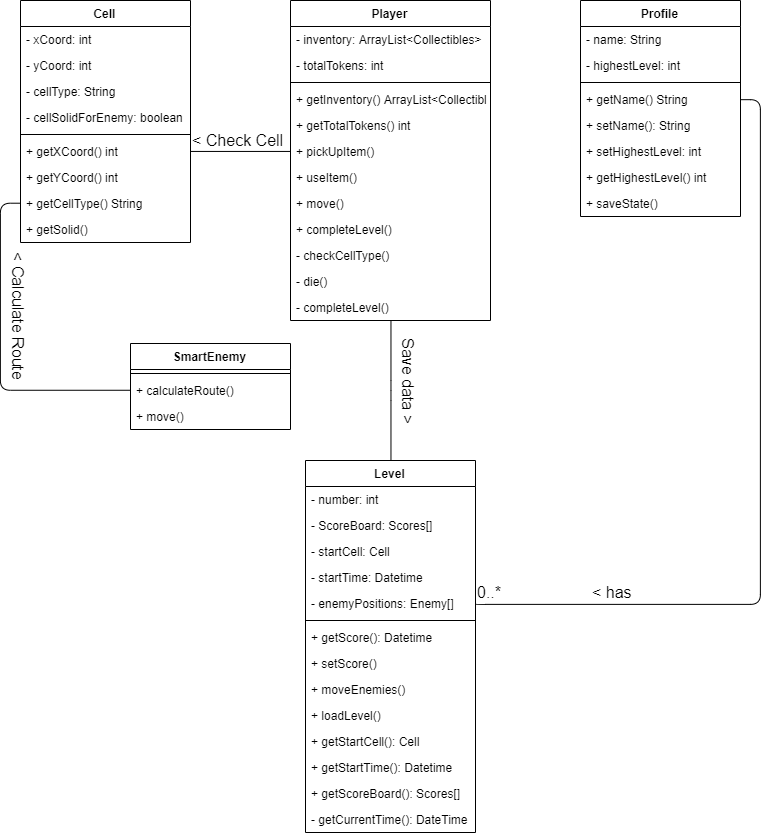 Cell
- xCoord: int
- yCoord: int
- cellType: String
- cellSolidForEnemy: boolean
+ getXCoord() int
+ getYCoord() int
+ getCellType() String
+ getSolid()
< Check Cell
Player
- inventory: ArrayList<Collectibles>
- totalTokens: int
+ getInventory() ArrayList<Collectibl
+ getTotalTokens() int
+ pickUpItem()
+ useItem()
+ move()
+ completeLevel()
- checkCellType()
- die()
- completeLevel()
Profile
- name: String
- highestLevel: int
+ getName() String
+ setName(): String
+ setHighestLevel: int
+ getHighestLevel() int
+ saveState()
< Calculate Route
SmartEnemy
+ calculateRoute()
+ move()
Save data >
Level
- number: int
- ScoreBoard: Scores[]
- startCell: Cell
- startTime: Datetime
- enemyPositions: Enemy[]
+ getScore(): Datetime
+ setScore()
+ moveEnemies()
+ loadLevel()
+ getStartCell(): Cell
+ getStartTime(): Datetime
+ getScoreBoard(): Scores[]
- getCurrentTime(): DateTime
0..*
< has